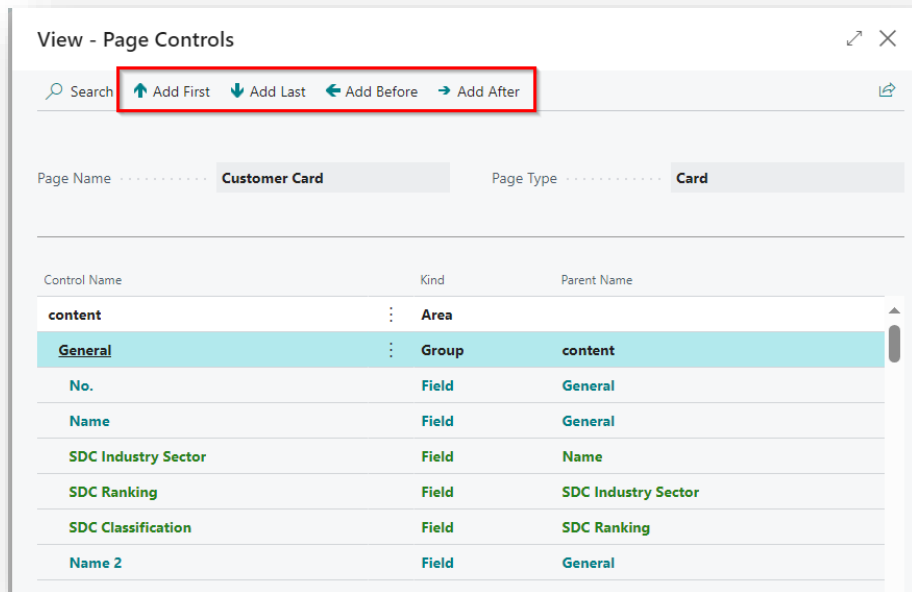 View - Page Controls
Search Add First Add Last Add Before Add After
Page Name Customer Card Page Type Card
Control Name Kind Parent Name
content Area
General Group content
No. Field General
Name Field General
SDC Industry Sector Field Name
SDC Ranking Field SDC Industry Sector
SDC Classification Field SDC Ranking
Name 2 Field General